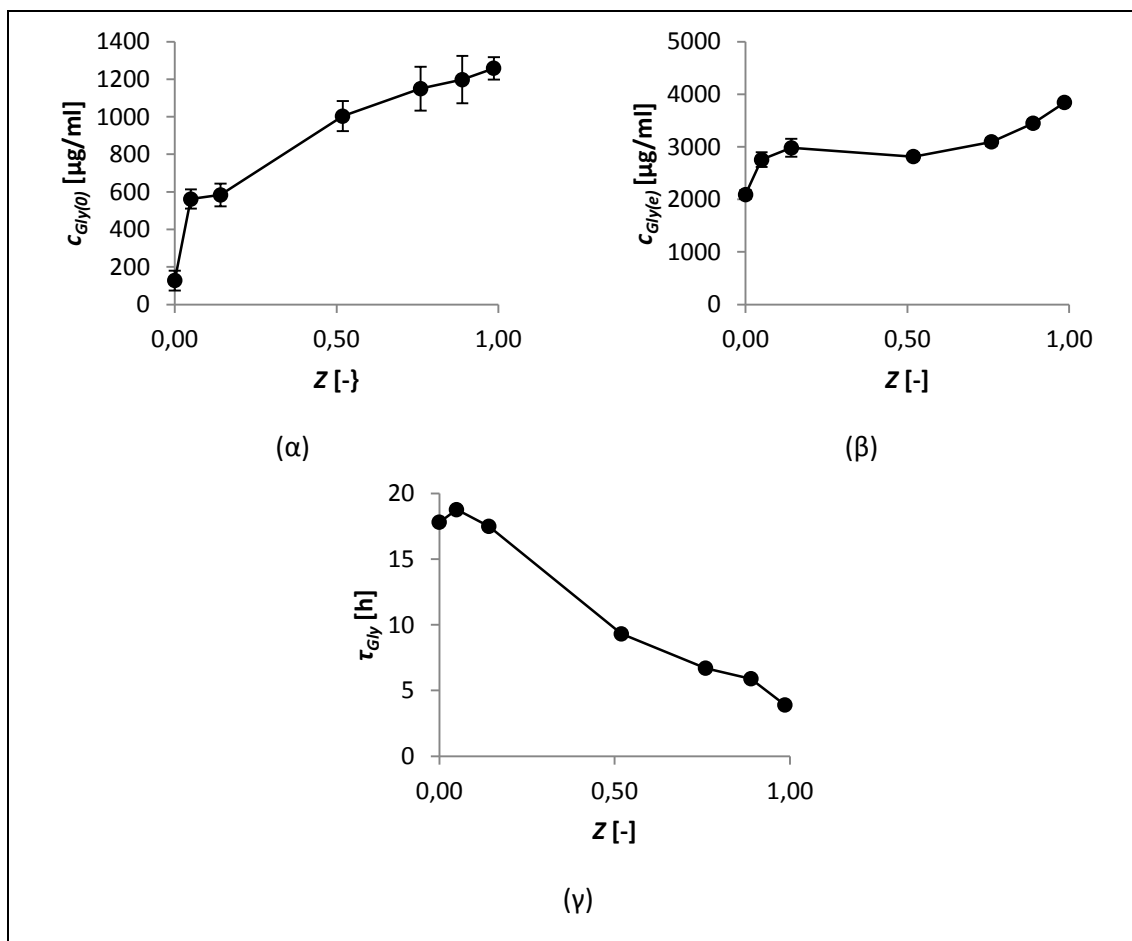 1400
1200
1000
800
600
400
200
0
c_Gly(0) [µg/ml]
0,00 0,50 1,00
Z [-}
(α)
5000
4000
3000
2000
1000
0
c_Gly(e) [µg/ml]
0,00 0,50 1,00
Z [-]
(β)
20
15
10
5
0
τ_Gly [h]
0,00 0,50 1,00
Z [-]
(γ)